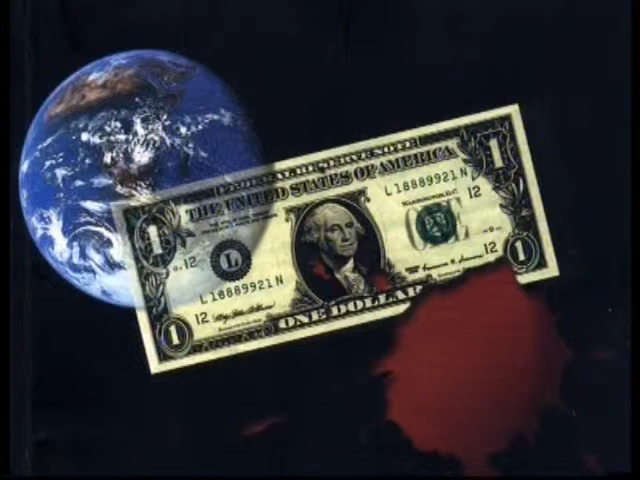 FEDERAL RESERVE NOTE
THE UNITED STATES OF AMERICA
1
1
L 18889921 N
WASHINGTON, D.C.
12
12
L
ONE
12
L 18889921 N
12
1
ONE DOLLAR
1